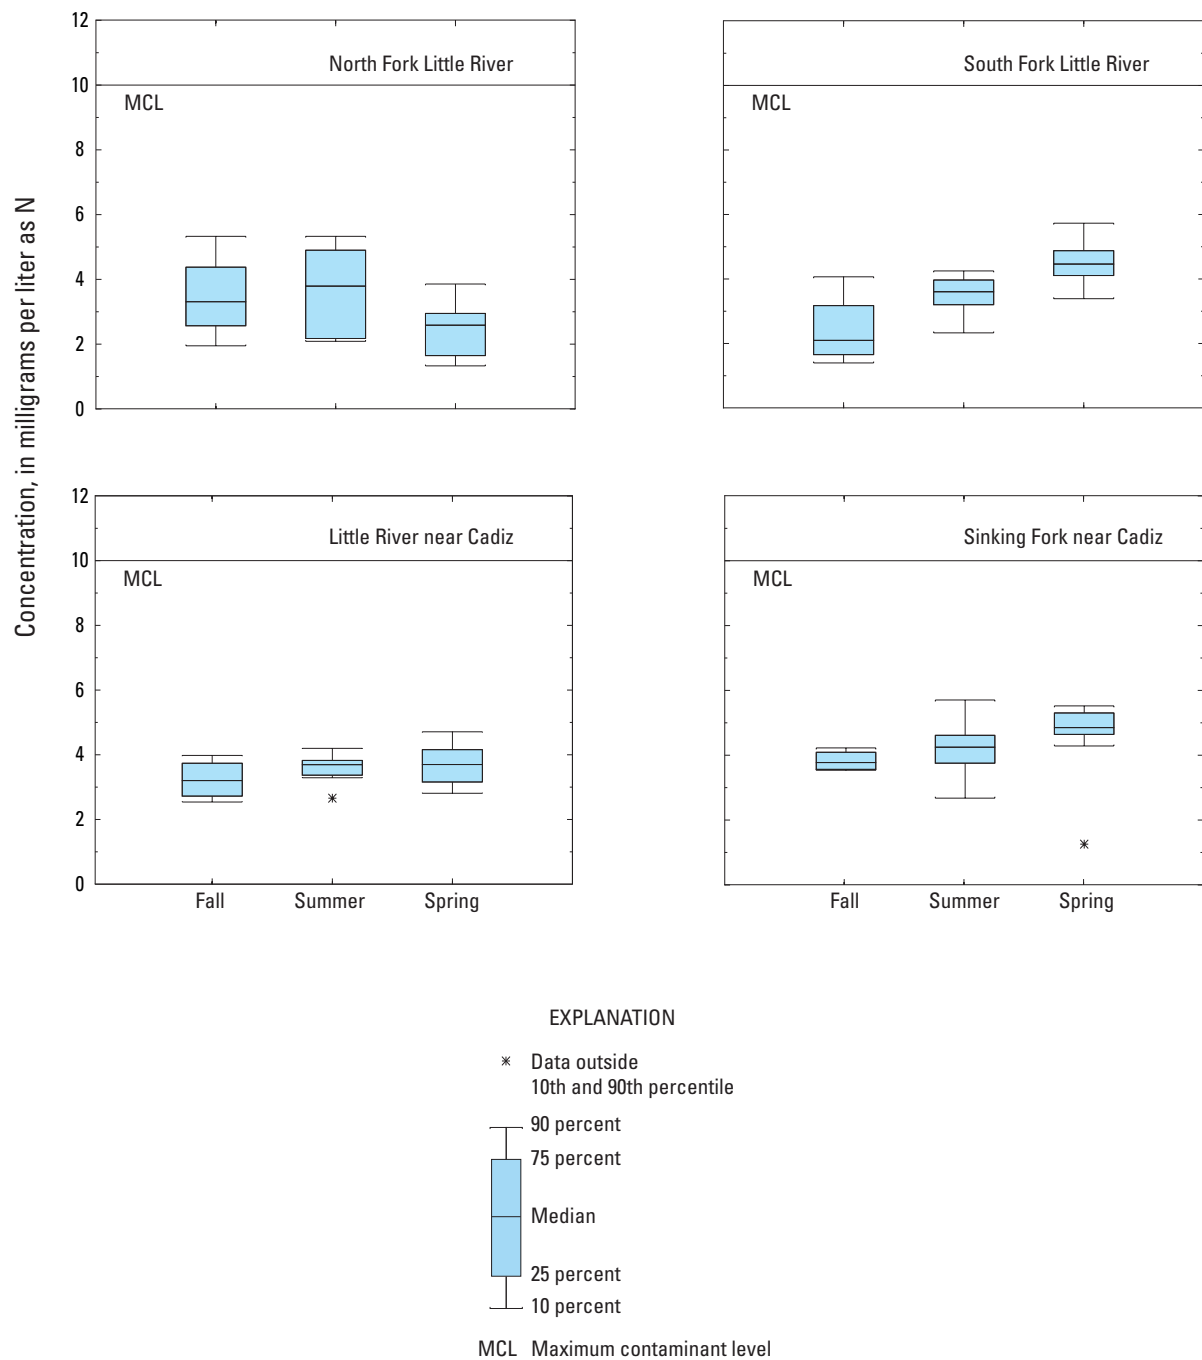 Concentration, in milligrams per liter as N
12
10
8
6
4
2
0
North Fork Little River
MCL
South Fork Little River
12
10
8
6
4
2
0
Little River near Cadiz
MCL
Fall Summer Spring
Sinking Fork near Cadiz
MCL
Fall Summer Spring
EXPLANATION
* Data outside
10th and 90th percentile
90 percent
75 percent
Median
25 percent
10 percent
MCL Maximum contaminant level